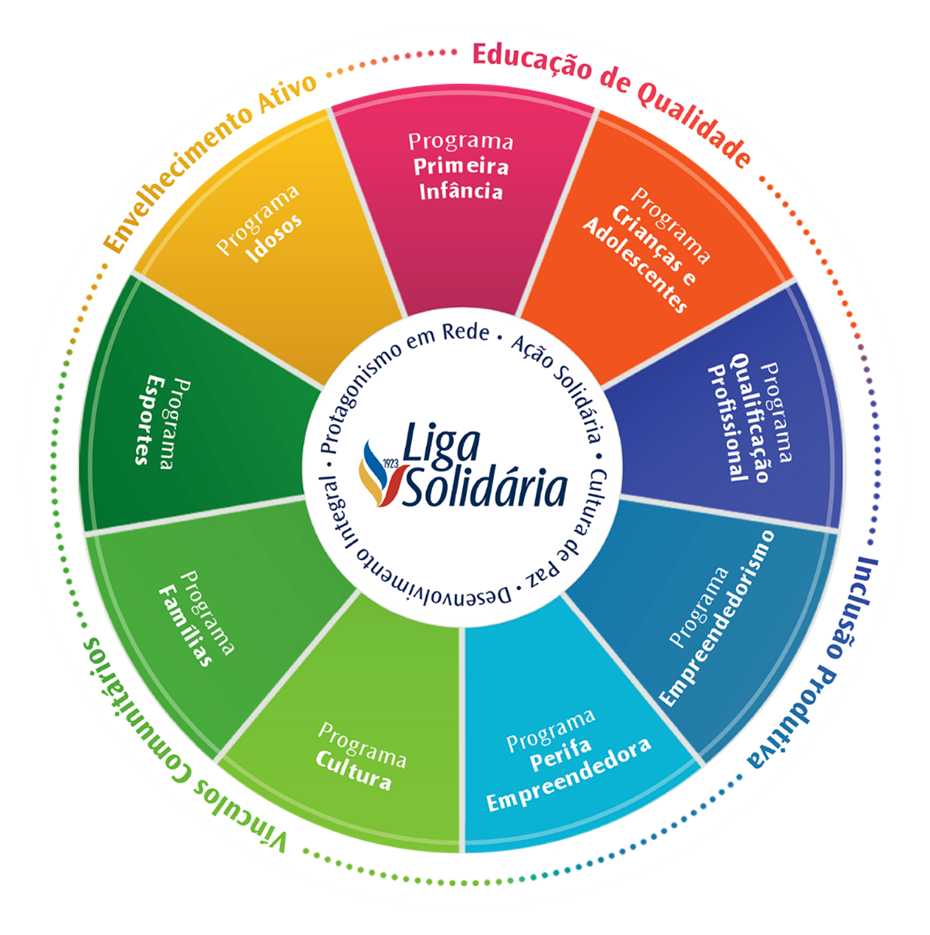 Educação de Qualidade
Programa
Primeira
Infância
Programa
Crianças e
Adolescentes
Inclusão Produtiva
Programa
Qualificação
Profissional
Programa
Empreendedorismo
Programa
Perifa
Empreendedora
Vínculos Comunitários
Programa
Cultura
Programa
Famílias
Programa
Esportes
Envelhecimento Ativo
Programa
Idosos
Protagonismo em Rede • Ação Solidária • Cultura de Paz • Desenvolvimento Integral •
1923
Liga
Solidária